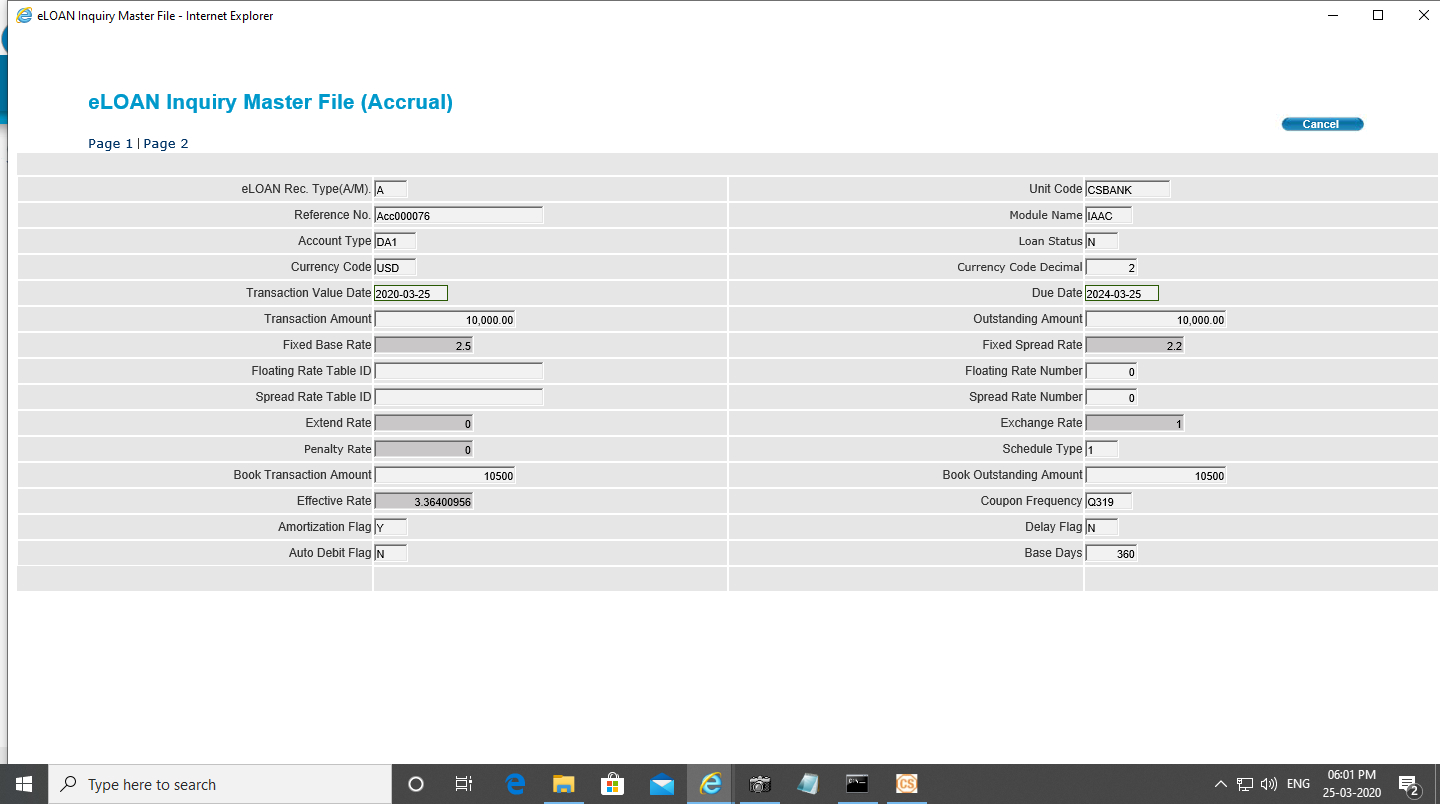 eLOAN Inquiry Master File - Internet Explorer
eLOAN Inquiry Master File (Accrual)
Cancel
Page 1 | Page 2
eLOAN Rec. Type(A/M). A Unit Code CSBANK
Reference No. Acc000076 Module Name IAAC
Account Type DA1 Loan Status N
Currency Code USD Currency Code Decimal 2
Transaction Value Date 2020-03-25 Due Date 2024-03-25
Transaction Amount 10,000.00 Outstanding Amount 10,000.00
Fixed Base Rate 2.5 Fixed Spread Rate 2.2
Floating Rate Table ID Floating Rate Number 0
Spread Rate Table ID Spread Rate Number 0
Extend Rate 0 Exchange Rate 1
Penalty Rate 0 Schedule Type 1
Book Transaction Amount 10500 Book Outstanding Amount 10500
Effective Rate 3.36400956 Coupon Frequency Q319
Amortization Flag Y Delay Flag N
Auto Debit Flag N Base Days 360
Type here to search
CS
ENG
06:01 PM
25-03-2020
2